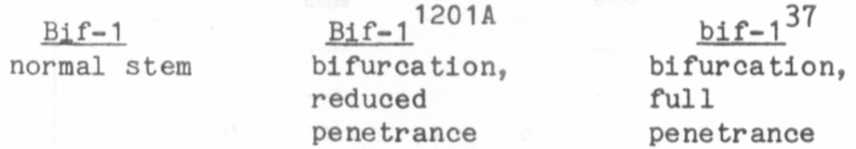 Bif-1 Bif-1^1201A bif-1^37
normal stem bifurcation, bifurcation,
reduced full
penetrance penetrance